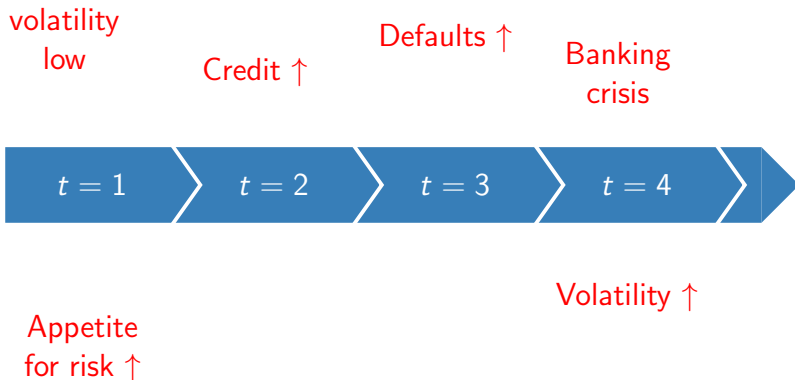 volatility
low
Credit ↑
Defaults ↑
Banking
crisis
t = 1
t = 2
t = 3
t = 4
Volatility ↑
Appetite
for risk ↑